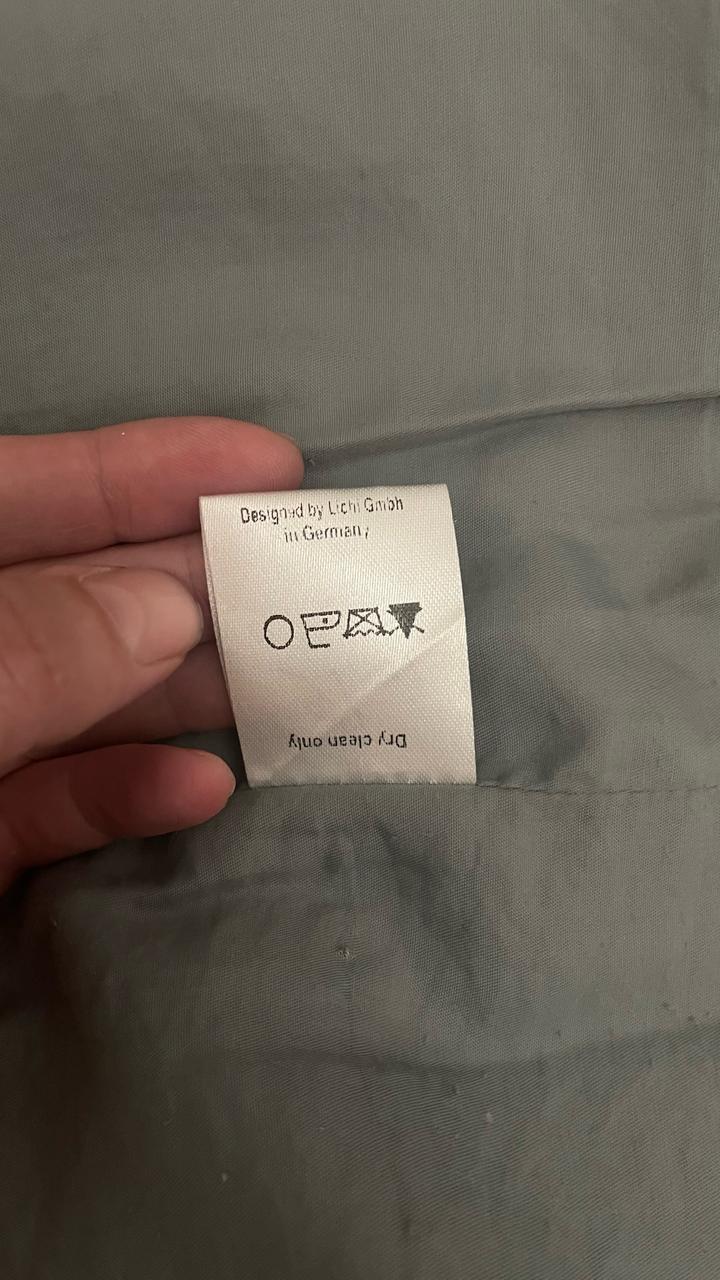 Designed by Lichi Gmbh
in Germany
Dry clean only